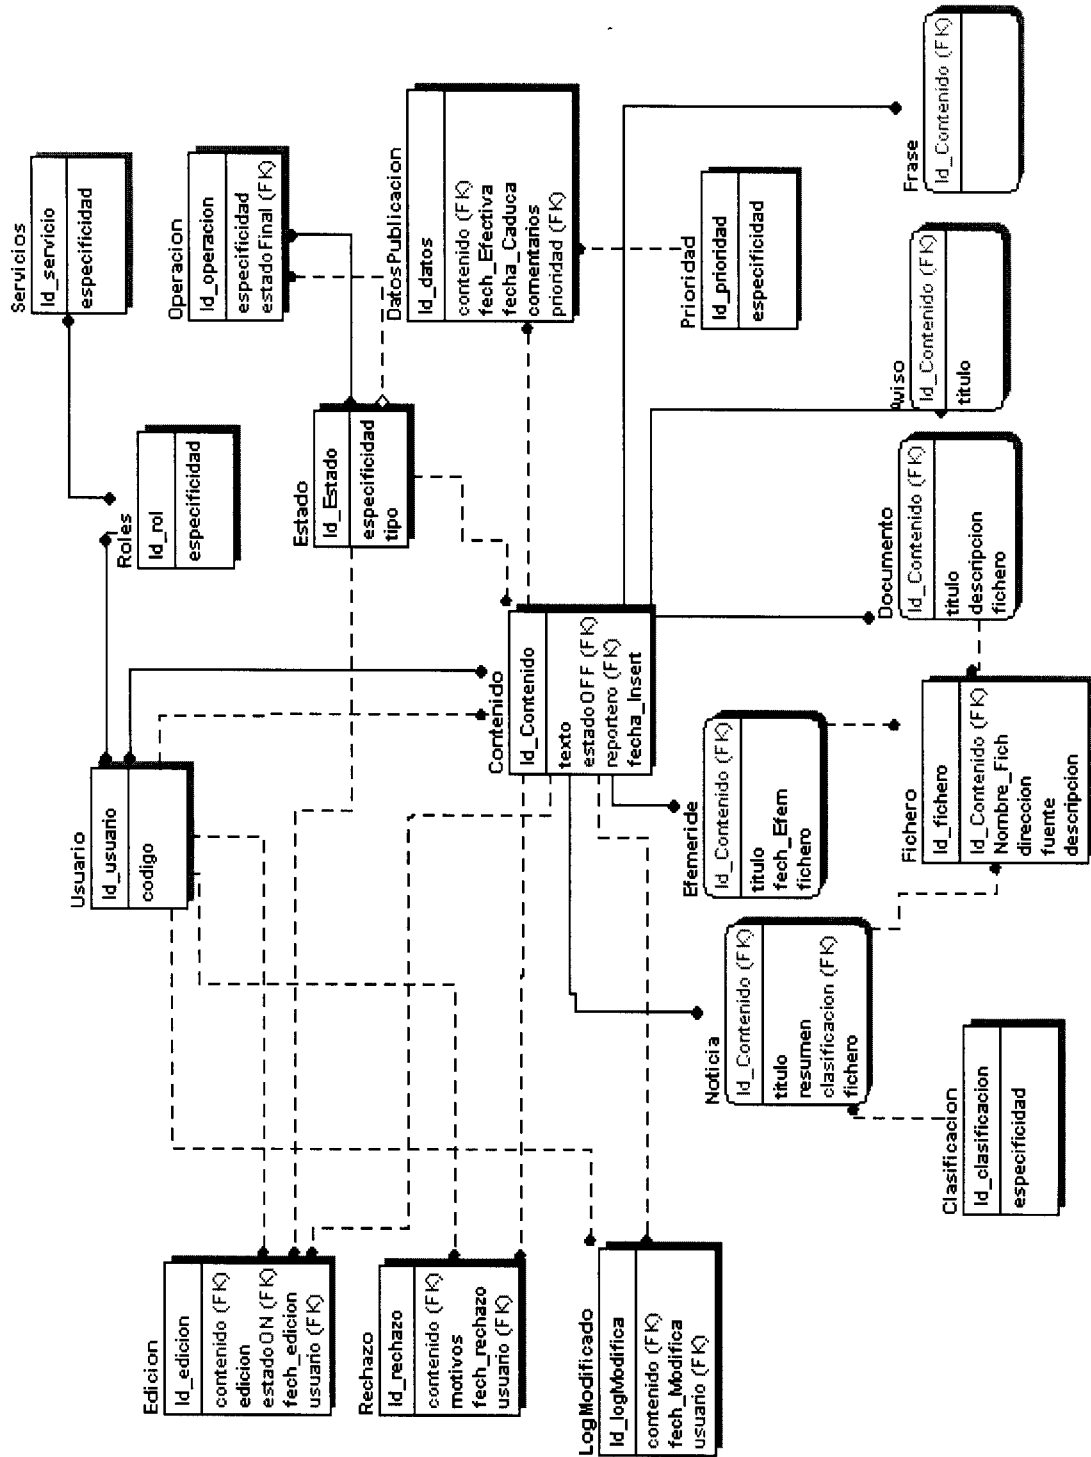 Servicios
Id_servicio
especificidad
Usuario
Id_usuario
codigo
Roles
Id_rol
especificidad
Edicion
Id_edicion
contenido (FK)
edicion
estadoON (FK)
fech_edicion
usuario (FK)
Operacion
Id_operacion
especificidad
estadoFinal (FK)
Estado
Id_Estado
especificidad
tipo
Rechazo
Id_rechazo
contenido (FK)
motivos
fech_rechazo
usuario (FK)
DatosPublicacion
Id_datos
contenido (FK)
fech_Efectiva
fecha_Caduca
comentarios
prioridad (FK)
Contenido
Id_Contenido
texto
estadoOFF (FK)
reportero (FK)
fecha_Insert
LogModificado
Id_logModifica
contenido (FK)
fech_Modifica
usuario (FK)
Prioridad
Id_prioridad
especificidad
Efemeride
Id_Contenido (FK)
titulo
fech_Efem
fichero
Noticia
Id_Contenido (FK)
titulo
resumen
clasificacion (FK)
fichero
Documento
Id_Contenido (FK)
titulo
descripcion
fichero
Aviso
Id_Contenido (FK)
titulo
Frase
Id_Contenido (FK)
Fichero
Id_fichero
Id_Contenido (FK)
Nombre_Fich
direccion
fuente
descripcion
Clasificacion
Id_clasificacion
especificidad